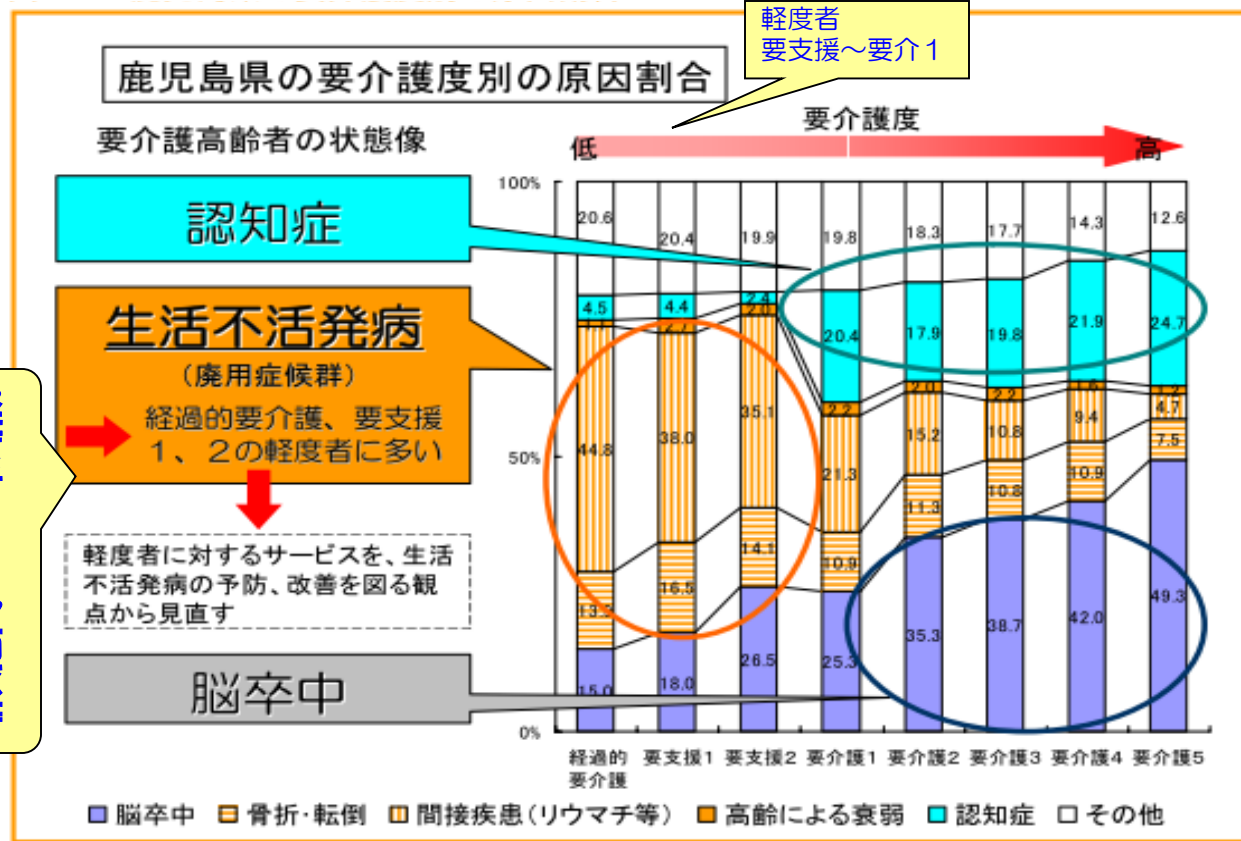 軽度者
要支援～要介１
鹿児島県の要介護度別の原因割合
要介護高齢者の状態像
要介護度
低
高
認知症
生活不活発病
（廃用症候群）
経過的要介護、要支援
１、２の軽度者に多い
軽度者に対するサービスを、生活
不活発病の予防、改善を図る観
点から見直す
脳卒中
100%
50%
0%
20.6 20.4 19.9 19.8 18.3 17.7 14.3 12.6
4.5 4.4 2.4 20.4 17.9 19.8 21.9 24.7
2.7 2.0 2.2 2.0 2.2 1.6 1.2
44.8 38.0 35.1 21.3 15.2 10.8 9.4 4.7
16.5 14.1 10.9 11.3 10.8 10.9 7.5
15.0 18.0 26.5 25.3 35.3 38.7 42.0 49.3
経過的
要介護
要支援1 要支援2 要介護1 要介護2 要介護3 要介護4 要介護5
脳卒中 骨折・転倒 間接疾患（リウマチ等） 高齢による衰弱 認知症 その他